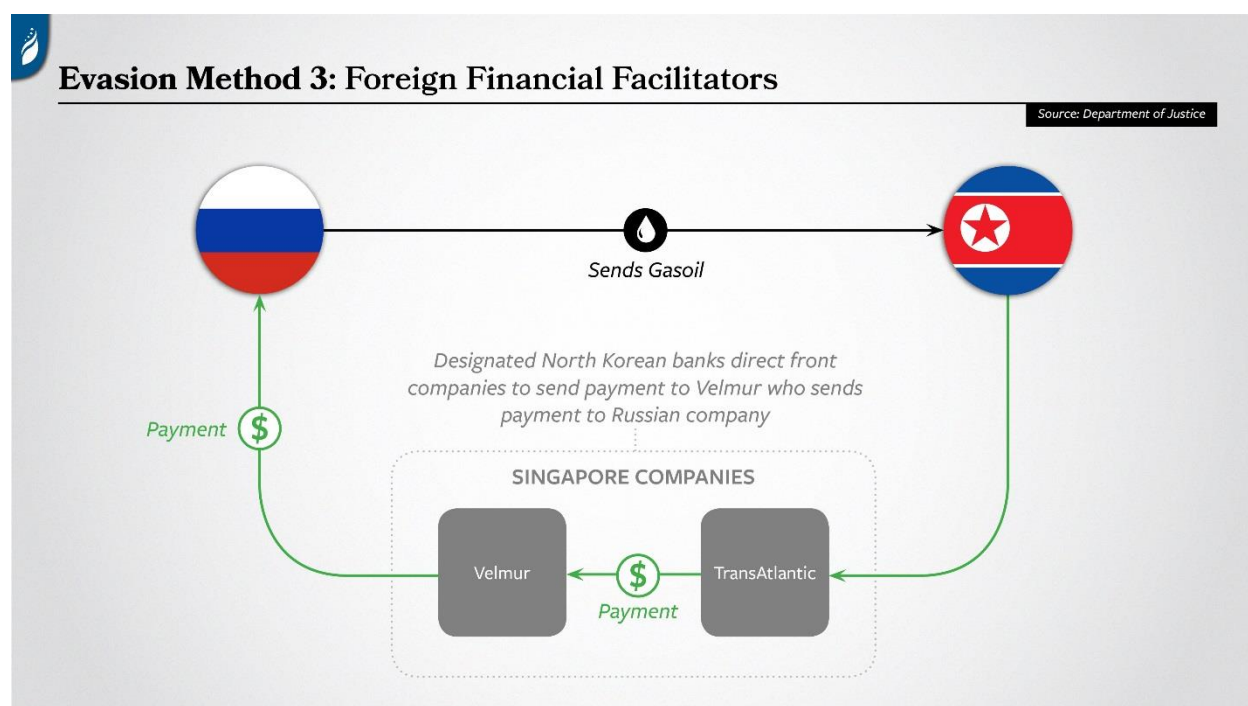 Evasion Method 3: Foreign Financial Facilitators
Source: Department of Justice
Sends Gasoil
Designated North Korean banks direct front
companies to send payment to Velmur who sends
payment to Russian company
Payment $
SINGAPORE COMPANIES
Velmur
$
TransAtlantic
Payment